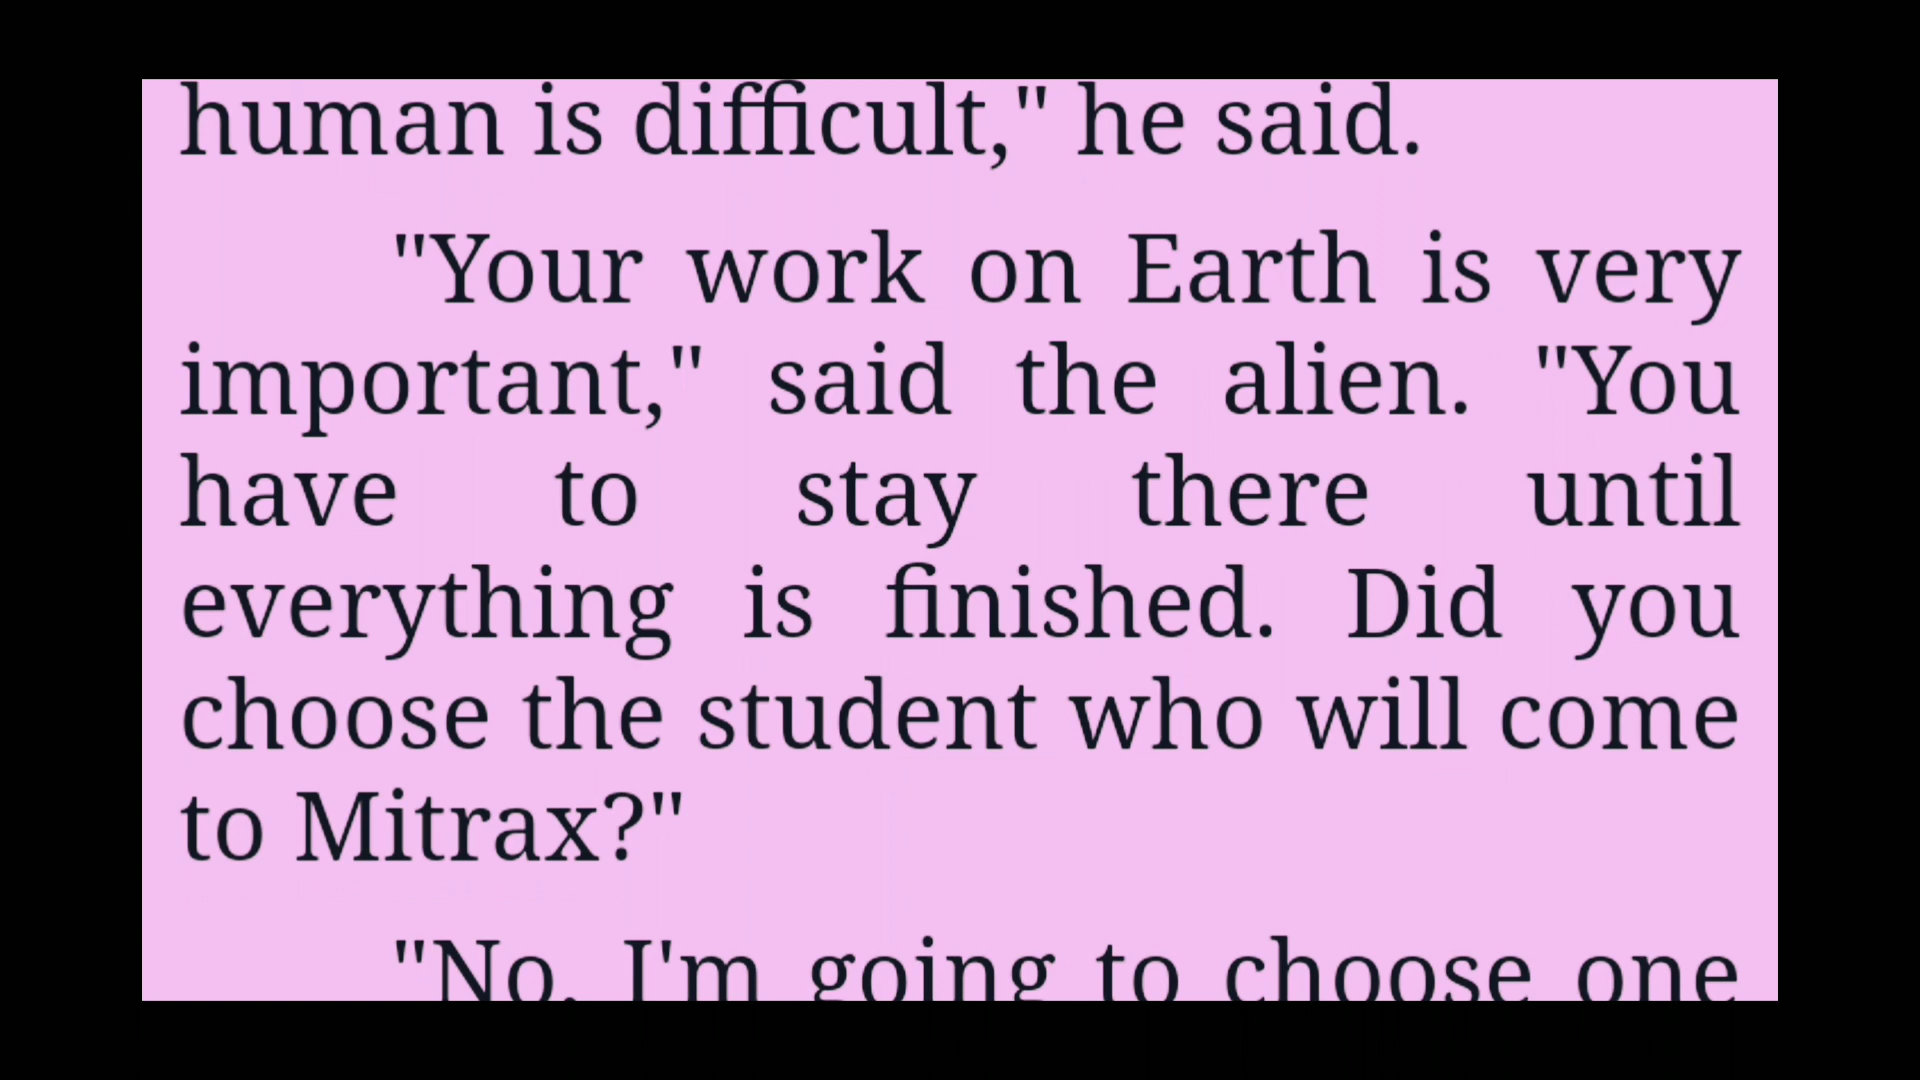 human is difficult," he said.
"Your work on Earth is very
important," said the alien. "You
have to stay there until
everything is finished. Did you
choose the student who will come
to Mitrax?"
"No, I'm going to choose one